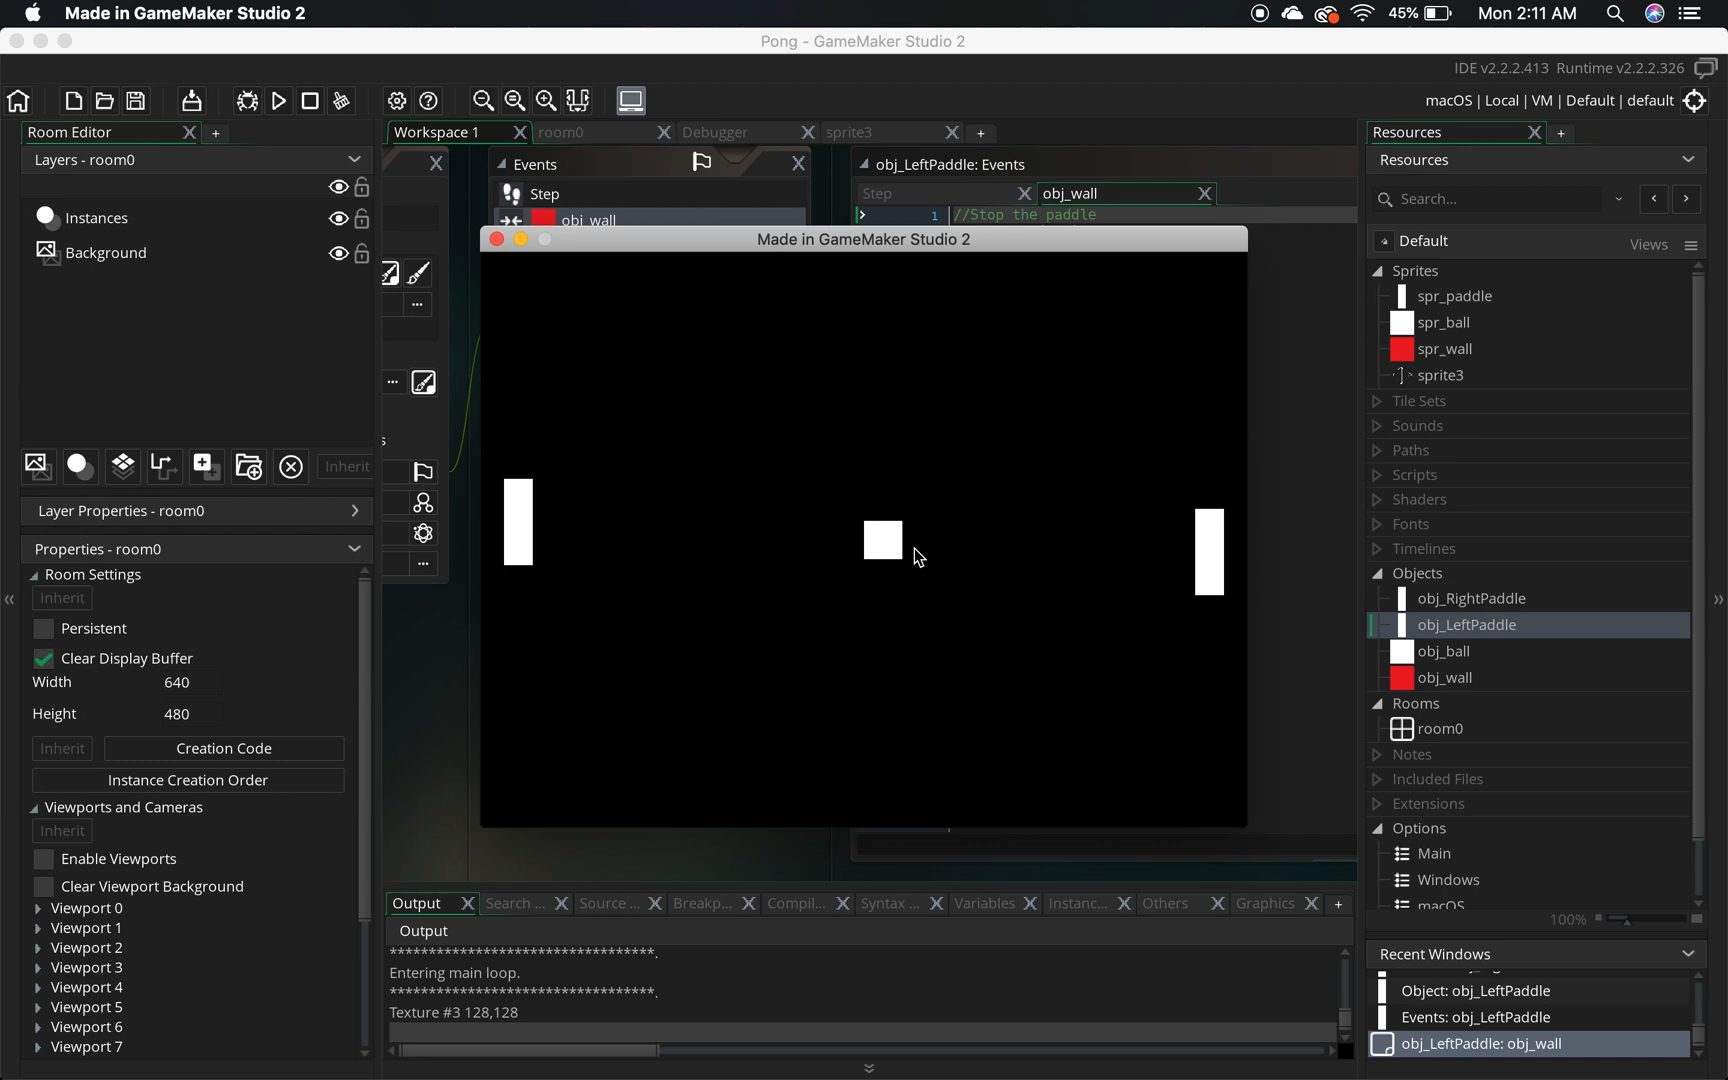 Made in GameMaker Studio 2
45%
Mon 2:11 AM
Pong - GameMaker Studio 2
IDE v2.2.2.413 Runtime v2.2.2.326
macOS | Local | VM | Default | default
Room Editor
Layers - room0
Instances
Background
Inherit
Layer Properties - room0
Properties - room0
Room Settings
Inherit
Persistent
Clear Display Buffer
Width 640
Height 480
Inherit
Creation Code
Instance Creation Order
Viewports and Cameras
Inherit
Enable Viewports
Clear Viewport Background
Viewport 0
Viewport 1
Viewport 2
Viewport 3
Viewport 4
Viewport 5
Viewport 6
Viewport 7
Workspace 1
room0
Debugger
sprite3
Events
Step
obj_wall
obj_LeftPaddle: Events
Step
obj_wall
1 //Stop the paddle
Made in GameMaker Studio 2
s
Output
Search ...
Source ...
Breakp...
Compil...
Syntax ...
Variables
Instanc...
Others
Graphics
Output
***********************************.
Entering main loop.
***********************************.
Texture #3 128,128
Resources
Resources
Search...
Default
Views
Sprites
spr_paddle
spr_ball
spr_wall
sprite3
Tile Sets
Sounds
Paths
Scripts
Shaders
Fonts
Timelines
Objects
obj_RightPaddle
obj_LeftPaddle
obj_ball
obj_wall
Rooms
room0
Notes
Included Files
Extensions
Options
Main
Windows
macOS
100%
Recent Windows
Object: obj_LeftPaddle
Events: obj_LeftPaddle
obj_LeftPaddle: obj_wall